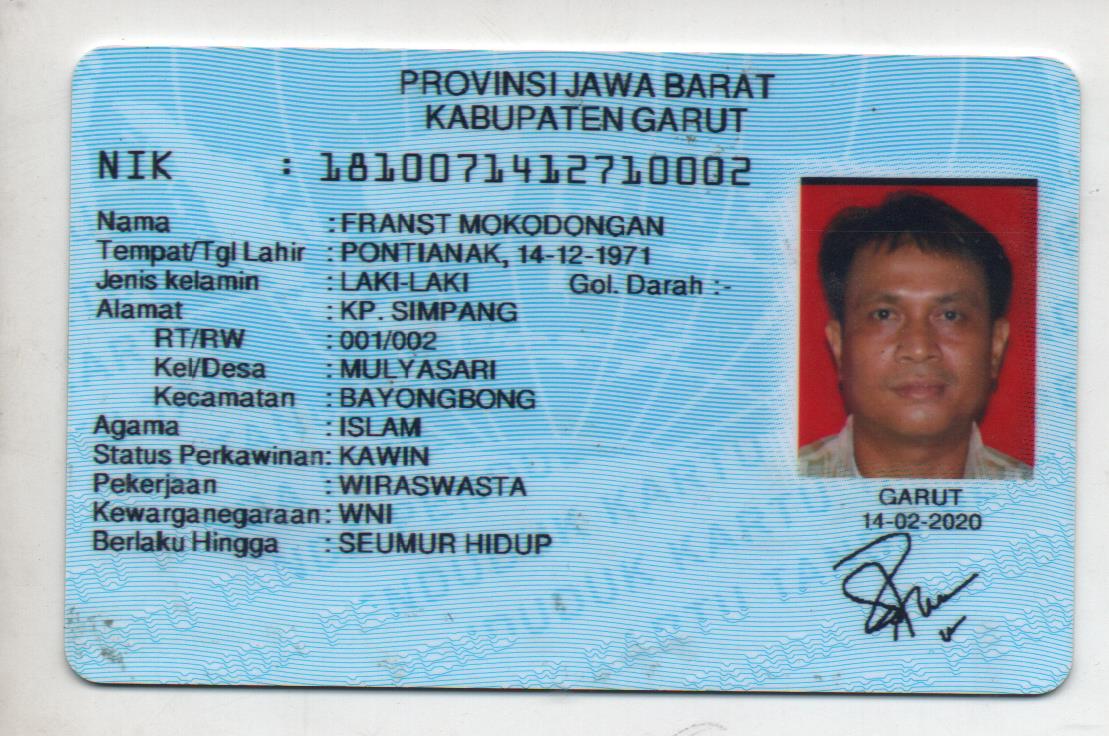 PROVINSI JAWA BARAT
KABUPATEN GARUT
NIK : 1810071412710002
Nama : FRANST MOKODONGAN
Tempat/Tgl Lahir : PONTIANAK, 14-12-1971
Jenis kelamin : LAKI-LAKI Gol. Darah :-
Alamat : KP. SIMPANG
RT/RW : 001/002
Kel/Desa : MULYASARI
Kecamatan : BAYONGBONG
Agama : ISLAM
Status Perkawinan: KAWIN
Pekerjaan : WIRASWASTA
Kewarganegaraan: WNI
Berlaku Hingga : SEUMUR HIDUP
GARUT
14-02-2020